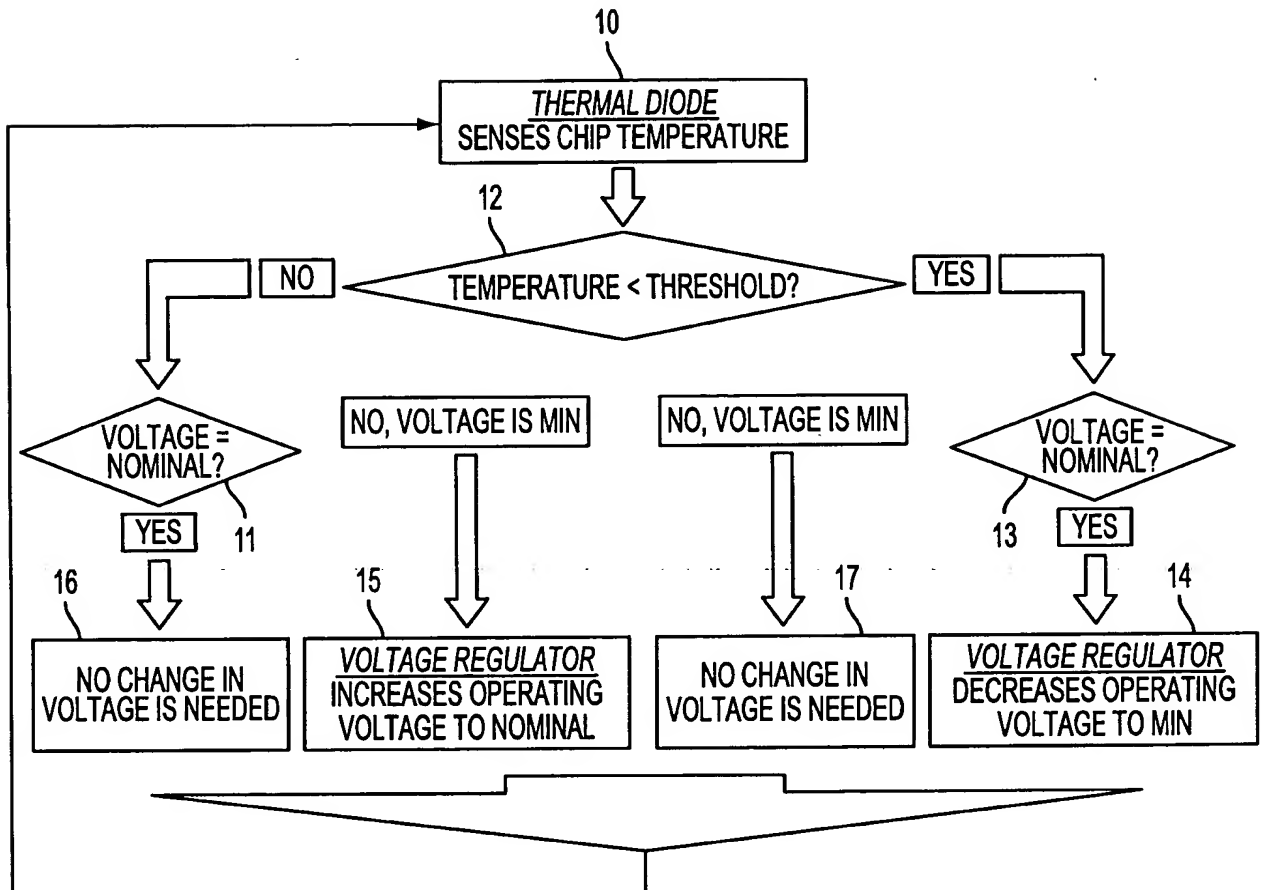 10
THERMAL DIODE
SENSES CHIP TEMPERATURE
12
NO
TEMPERATURE < THRESHOLD?
YES
VOLTAGE =
NOMINAL?
11
YES
NO, VOLTAGE IS MIN
NO, VOLTAGE IS MIN
VOLTAGE =
NOMINAL?
13
YES
16
NO CHANGE IN
VOLTAGE IS NEEDED
15
VOLTAGE REGULATOR
INCREASES OPERATING
VOLTAGE TO NOMINAL
17
NO CHANGE IN
VOLTAGE IS NEEDED
14
VOLTAGE REGULATOR
DECREASES OPERATING
VOLTAGE TO MIN